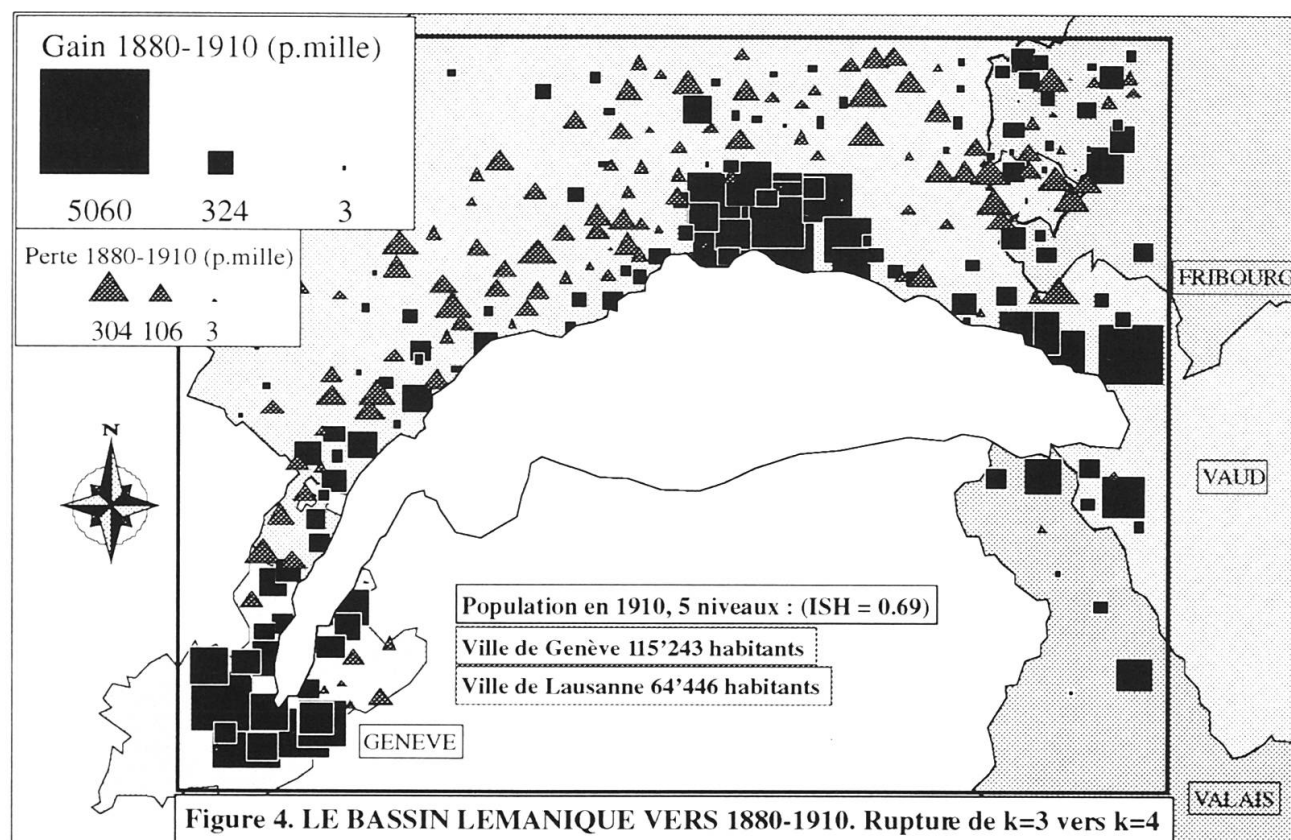 Gain 1880-1910 (p.mille)
5060 324 3
Perte 1880-1910 (p.mille)
304 106 3
N
FRIBOURG
VAUD
Population en 1910, 5 niveaux : (ISH = 0.69)
Ville de Genève 115'243 habitants
Ville de Lausanne 64'446 habitants
GENEVE
VALAIS
Figure 4. LE BASSIN LEMANIQUE VERS 1880-1910. Rupture de k=3 vers k=4